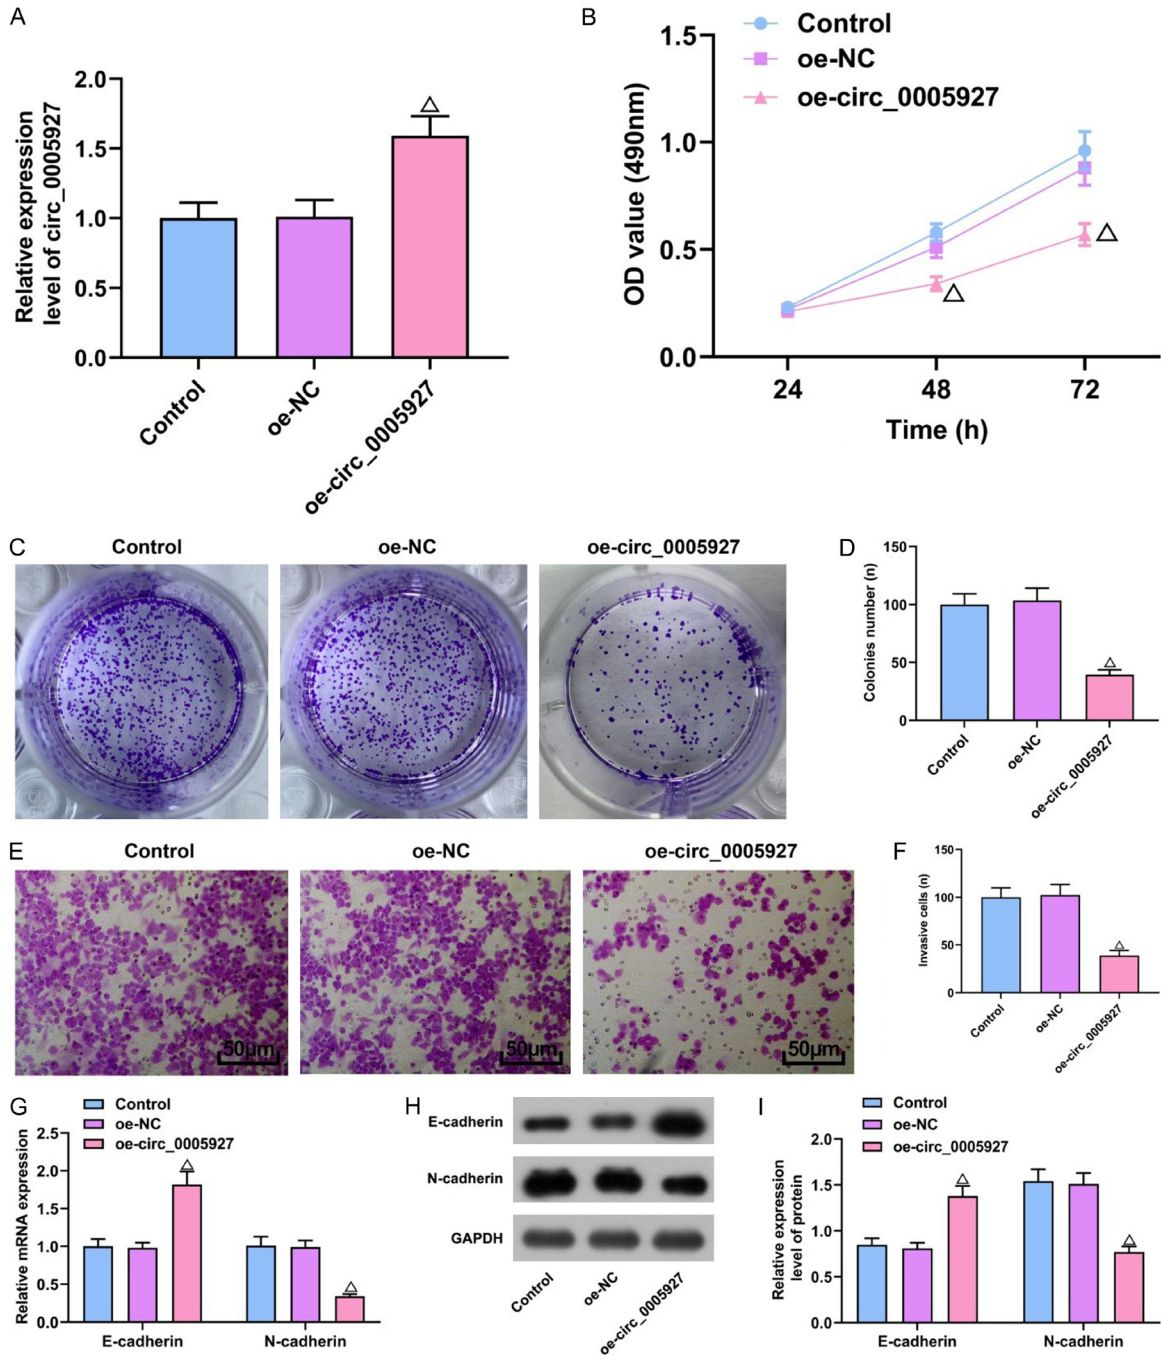 A
Relative expression
level of circ_0005927
2.0
1.5
1.0
0.5
0.0
Control
oe-NC
oe-circ_0005927
△
B
Control
oe-NC
oe-circ_0005927
OD value (490nm)
1.5
1.0
0.5
0.0
△
△
24
48
72
Time (h)
C
Control
oe-NC
oe-circ_0005927
D
Colonies number (n)
150
100
50
0
△
Control
oe-NC
oe-circ_0005927
E
Control
oe-NC
oe-circ_0005927
50μm
50μm
50μm
F
Invasive cells (n)
150
100
50
0
△
Control
oe-NC
oe-circ_0005927
G
Control
oe-NC
oe-circ_0005927
Relative mRNA expression
2.5
2.0
1.5
1.0
0.5
0.0
△
△
E-cadherin
N-cadherin
H
E-cadherin
N-cadherin
GAPDH
Control
oe-NC
oe-circ_0005927
I
Control
oe-NC
oe-circ_0005927
Relative expression
level of protein
2.0
1.5
1.0
0.5
0.0
△
△
E-cadherin
N-cadherin